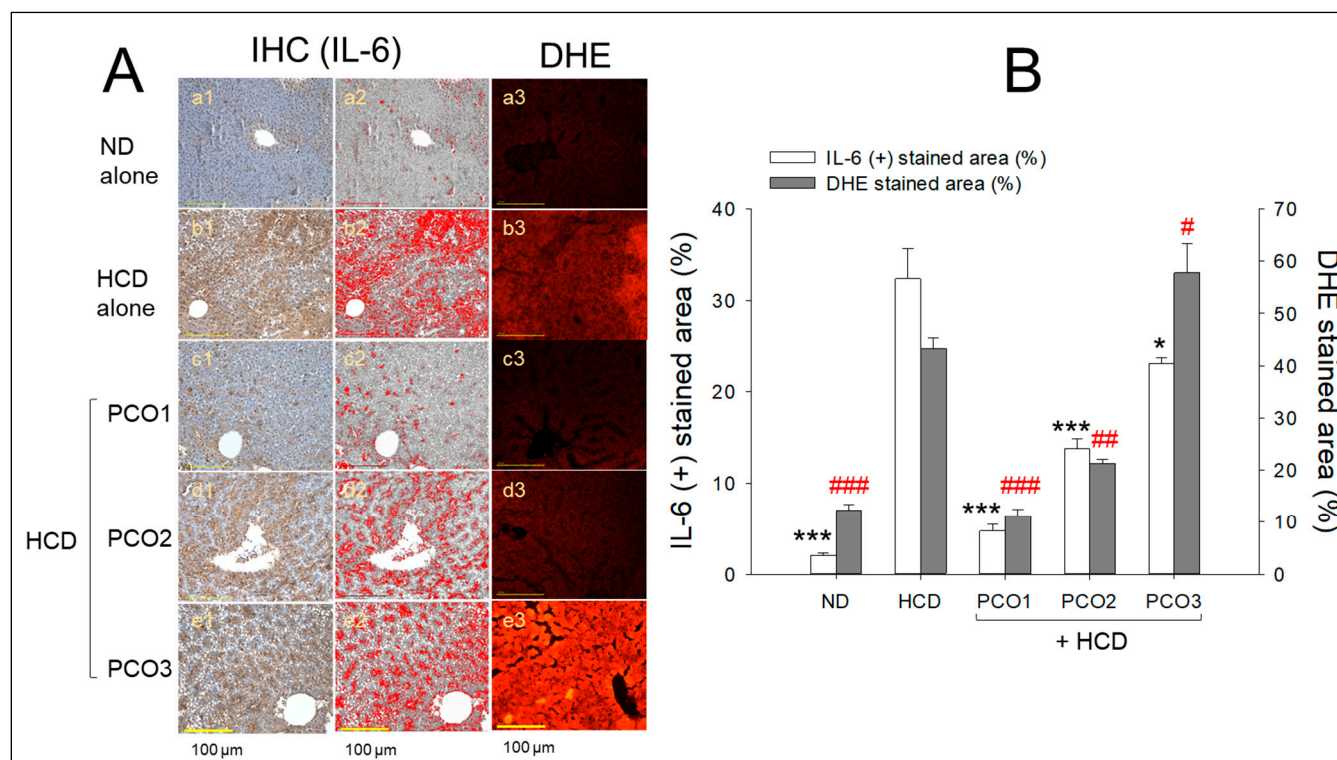 A
IHC (IL-6)
DHE
a1
a2
a3
ND
alone
b1
b2
b3
HCD
alone
c1
c2
c3
PCO1
d1
d2
d3
HCD
PCO2
e1
e2
e3
PCO3
100 µm
100 µm
100 µm
B
IL-6 (+) stained area (%)
DHE stained area (%)
IL-6 (+) stained area (%)
40
30
20
10
0
DHE stained area (%)
70
60
50
40
30
20
10
0
***
###
***
###
***
##
*
#
ND
HCD
PCO1
PCO2
PCO3
+ HCD